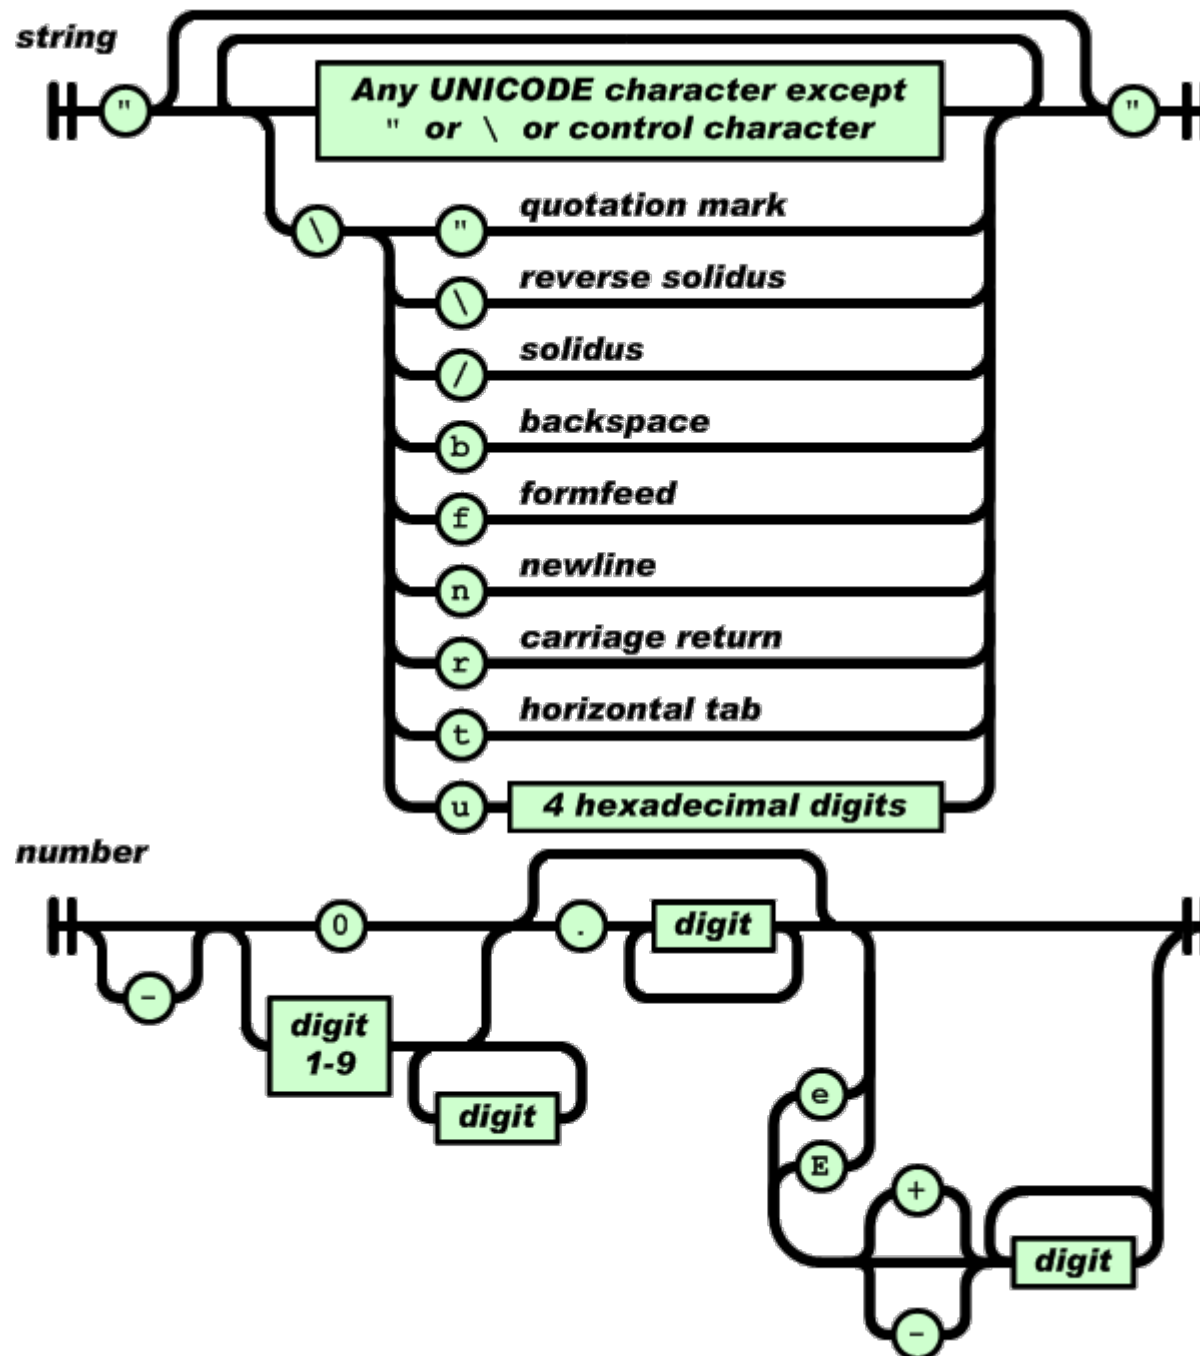 string
"
Any UNICODE character except
" or \ or control character
"
\
" quotation mark
\ reverse solidus
/ solidus
b backspace
f formfeed
n newline
r carriage return
t horizontal tab
u 4 hexadecimal digits
number
0
. digit
-
digit
1-9
digit
e
E
+
digit
-